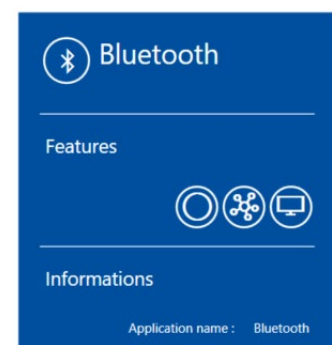 Bluetooth
Features
Informations
Application name : Bluetooth